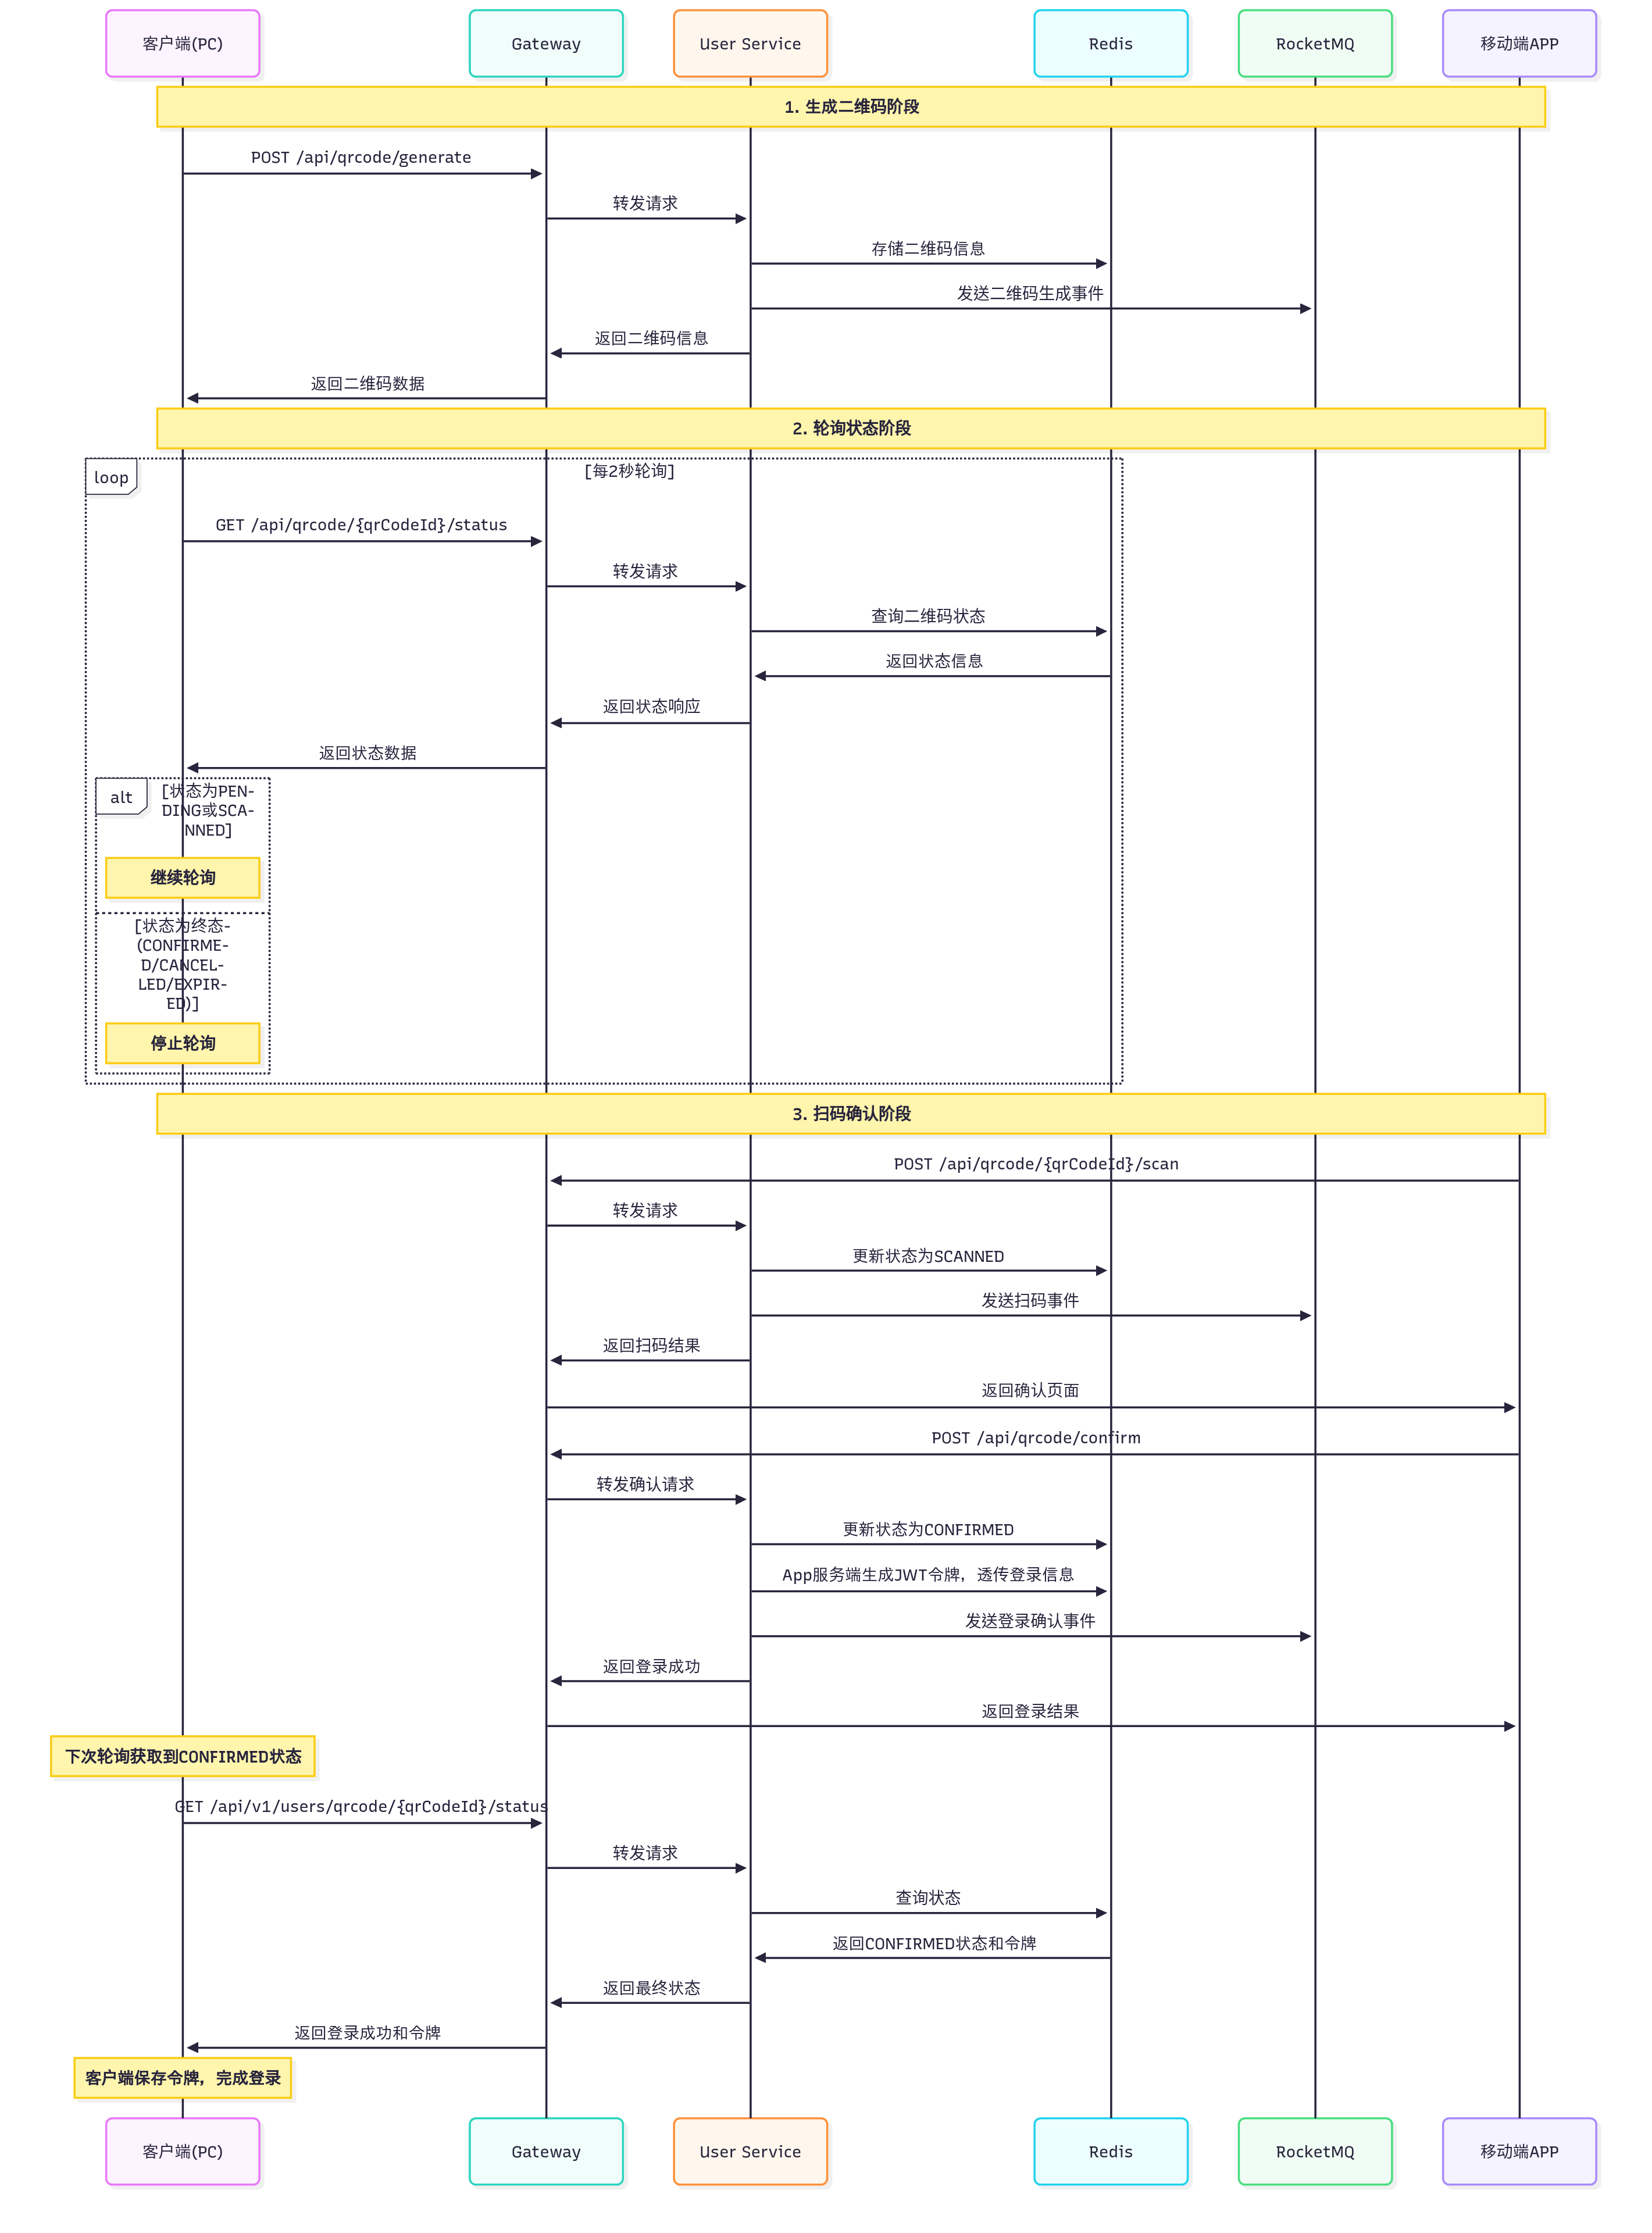 客户端(PC)
Gateway
User Service
Redis
RocketMQ
移动端APP
1. 生成二维码阶段
POST /api/qrcode/generate
转发请求
存储二维码信息
发送二维码生成事件
返回二维码信息
返回二维码数据
2. 轮询状态阶段
loop
[每2秒轮询]
GET /api/qrcode/{qrCodeId}/status
转发请求
查询二维码状态
返回状态信息
返回状态响应
返回状态数据
alt
[状态为PEN-
DING或SCA-
NNED]
继续轮询
[状态为终态-
(CONFIRME-
D/CANCEL-
LED/EXPIR-
ED)]
停止轮询
3. 扫码确认阶段
POST /api/qrcode/{qrCodeId}/scan
转发请求
更新状态为SCANNED
发送扫码事件
返回扫码结果
返回确认页面
POST /api/qrcode/confirm
转发确认请求
更新状态为CONFIRMED
App服务端生成JWT令牌，透传登录信息
发送登录确认事件
返回登录成功
返回登录结果
下次轮询获取到CONFIRMED状态
GET /api/v1/users/qrcode/{qrCodeId}/status
转发请求
查询状态
返回CONFIRMED状态和令牌
返回最终状态
返回登录成功和令牌
客户端保存令牌，完成登录
客户端(PC)
Gateway
User Service
Redis
RocketMQ
移动端APP